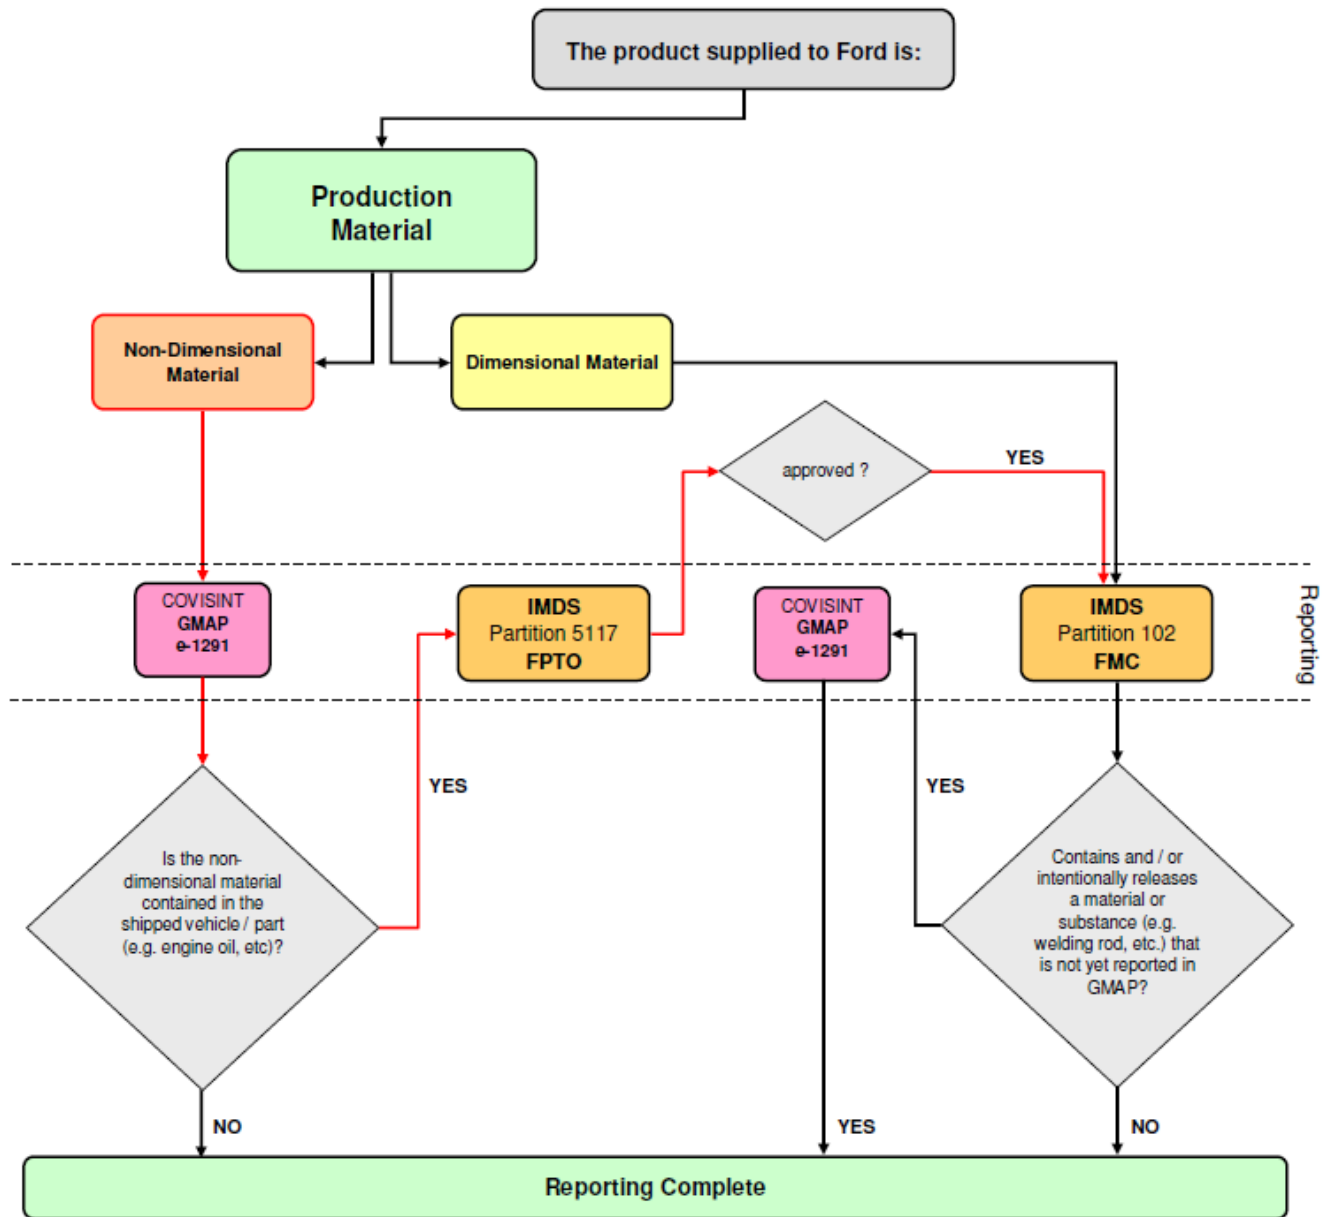 The product supplied to Ford is:
Production
Material
Non-Dimensional
Material
Dimensional Material
approved ?
YES
COVISINT
GMAP
e-1291
IMDS
Partition 5117
FPTO
COVISINT
GMAP
e-1291
IMDS
Partition 102
FMC
Reporting
YES
YES
Is the non-
dimensional material
contained in the
shipped vehicle / part
(e.g. engine oil, etc)?
Contains and / or
intentionally releases
a material or
substance (e.g.
welding rod, etc.) that
is not yet reported in
GMAP?
NO
YES
NO
Reporting Complete